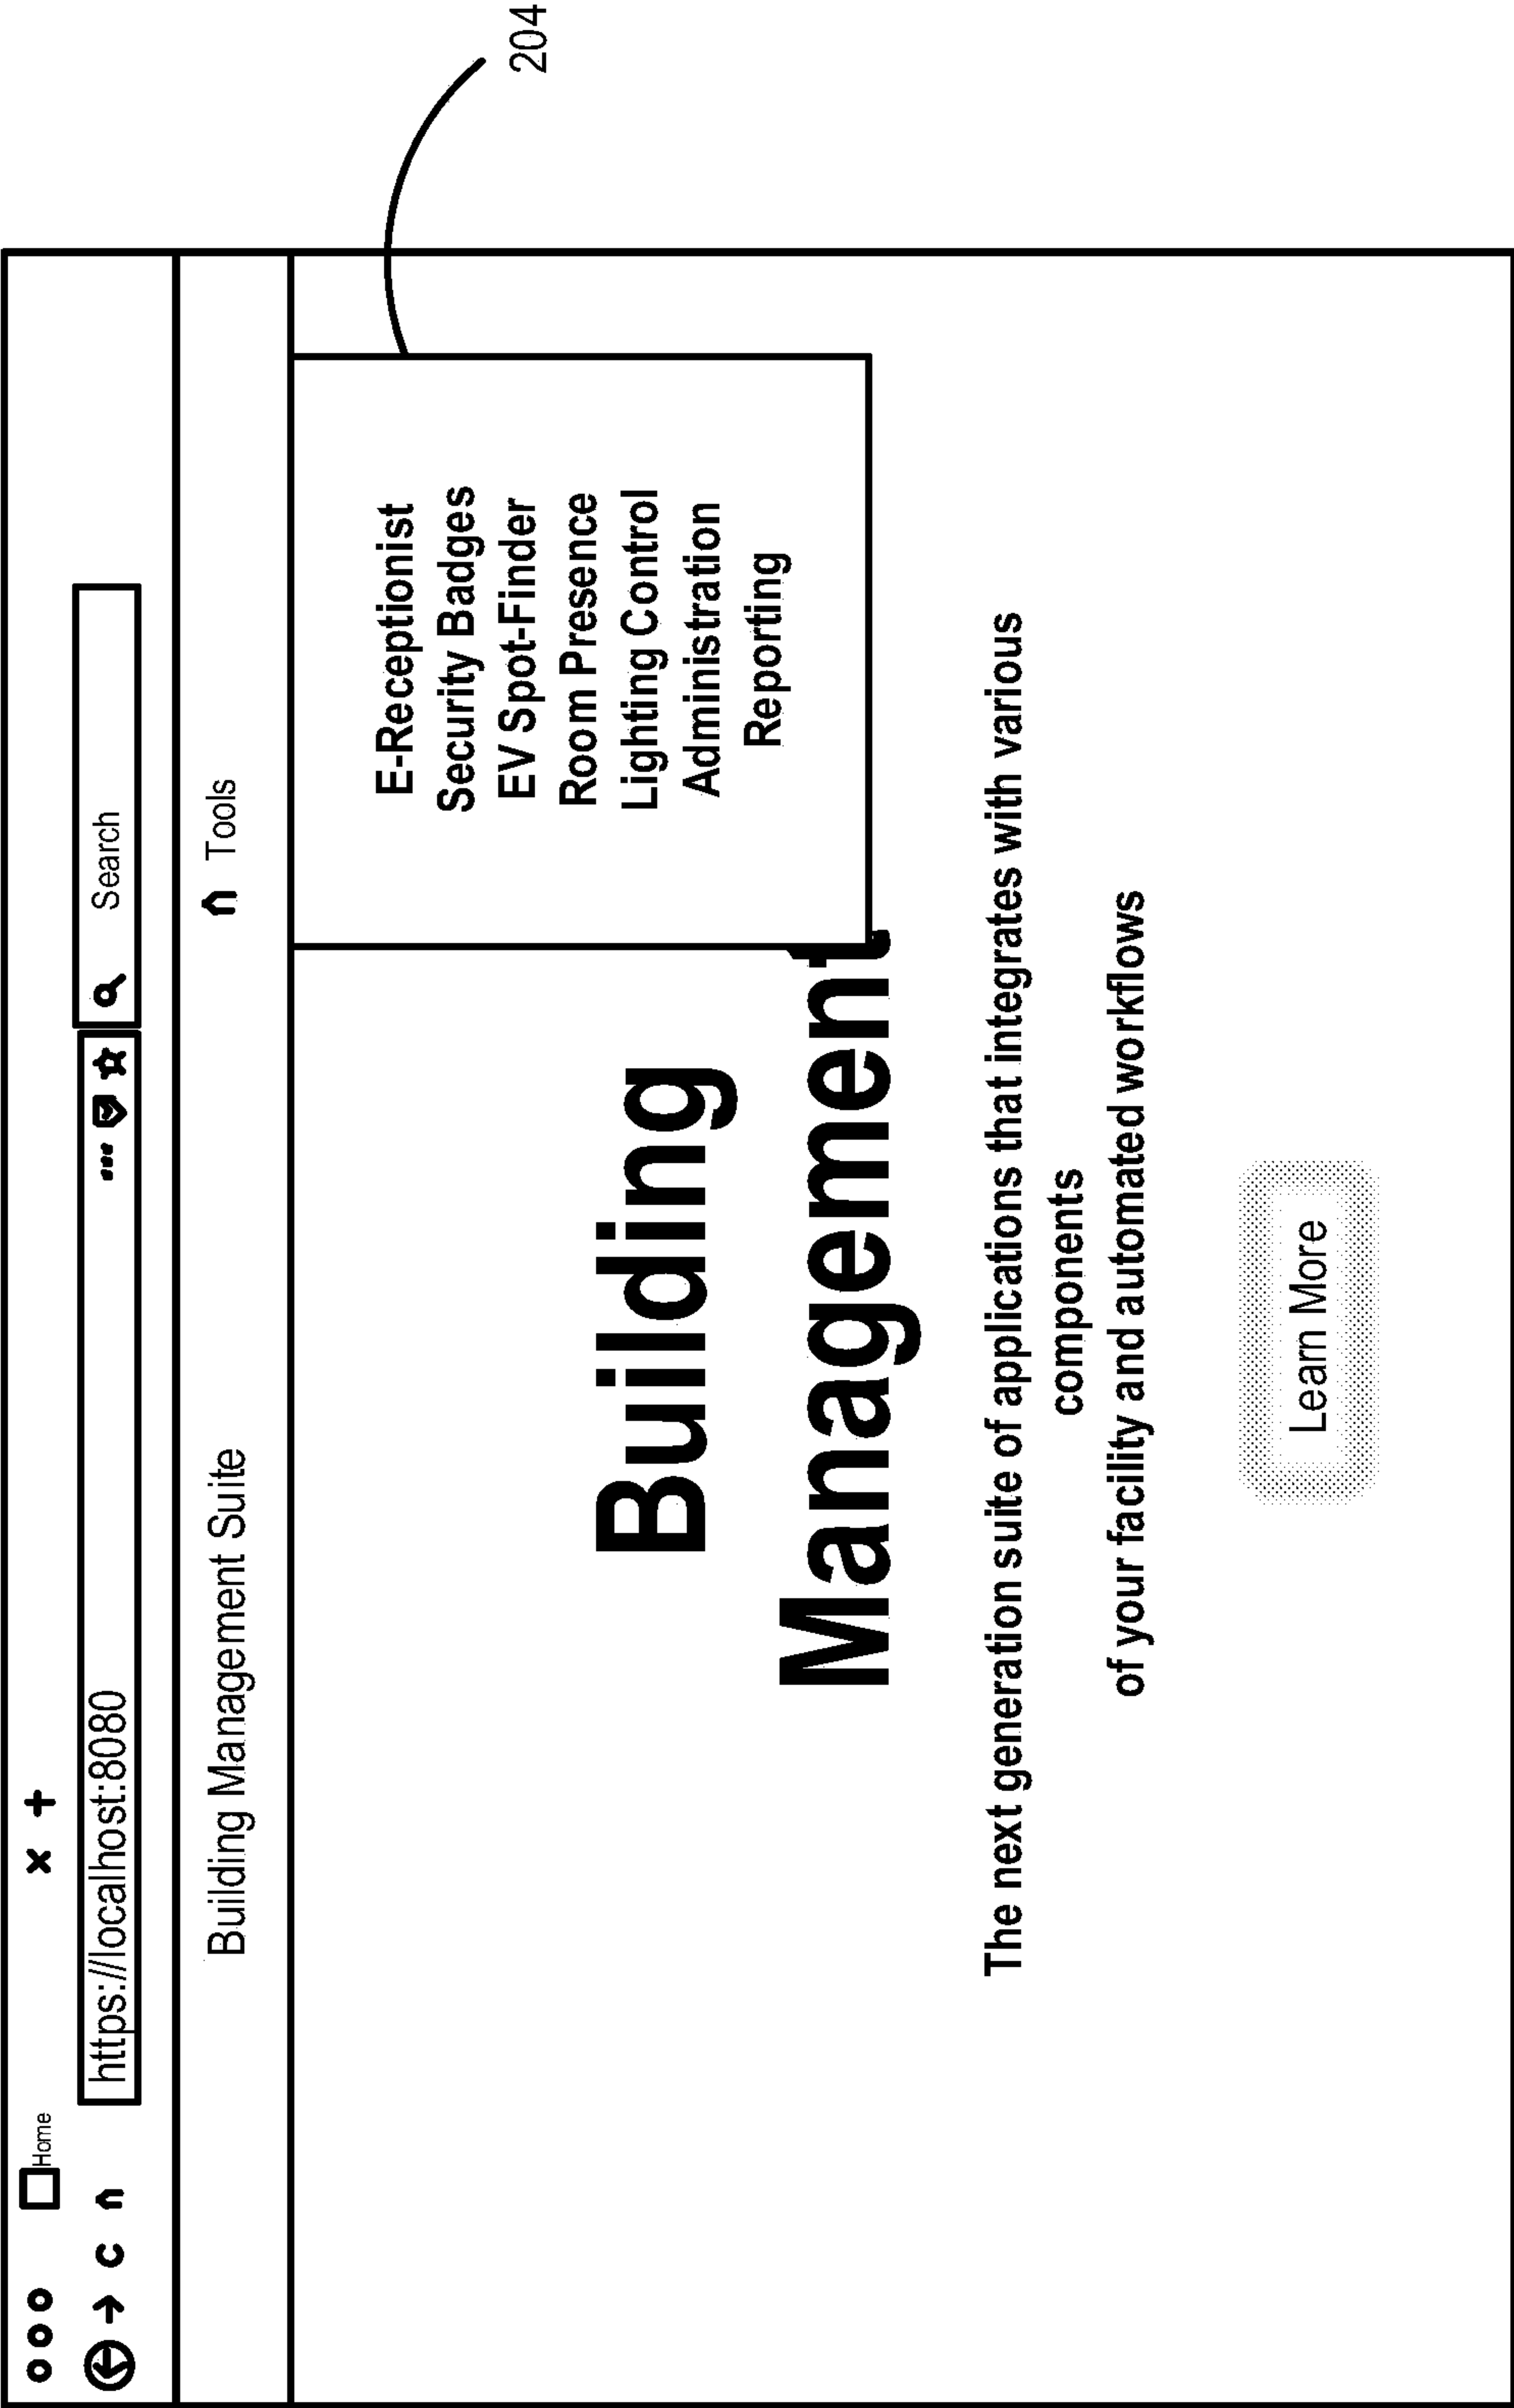 Home
https://localhost:8080
Search
Building Management Suite
Tools
E-Receptionist
Security Badges
EV Spot-Finder
Room Presence
Lighting Control
Administration
Reporting
204
Building
Management
The next generation suite of applications that integrates with various
components
of your facility and automated workflows
Learn More